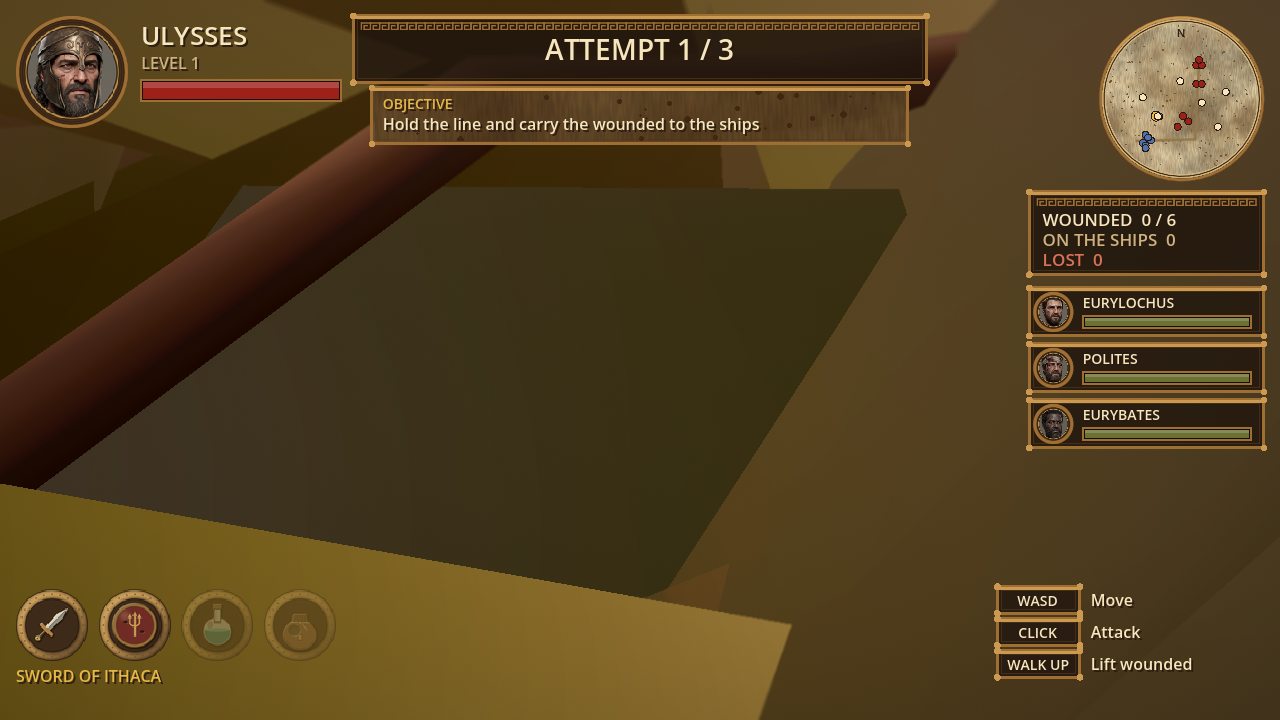 ULYSSES
LEVEL 1
ATTEMPT 1 / 3
OBJECTIVE
Hold the line and carry the wounded to the ships
N
WOUNDED 0 / 6
ON THE SHIPS 0
LOST 0
EURYLOCHUS
POLITES
EURYBATES
SWORD OF ITHACA
WASD Move
CLICK Attack
WALK UP Lift wounded